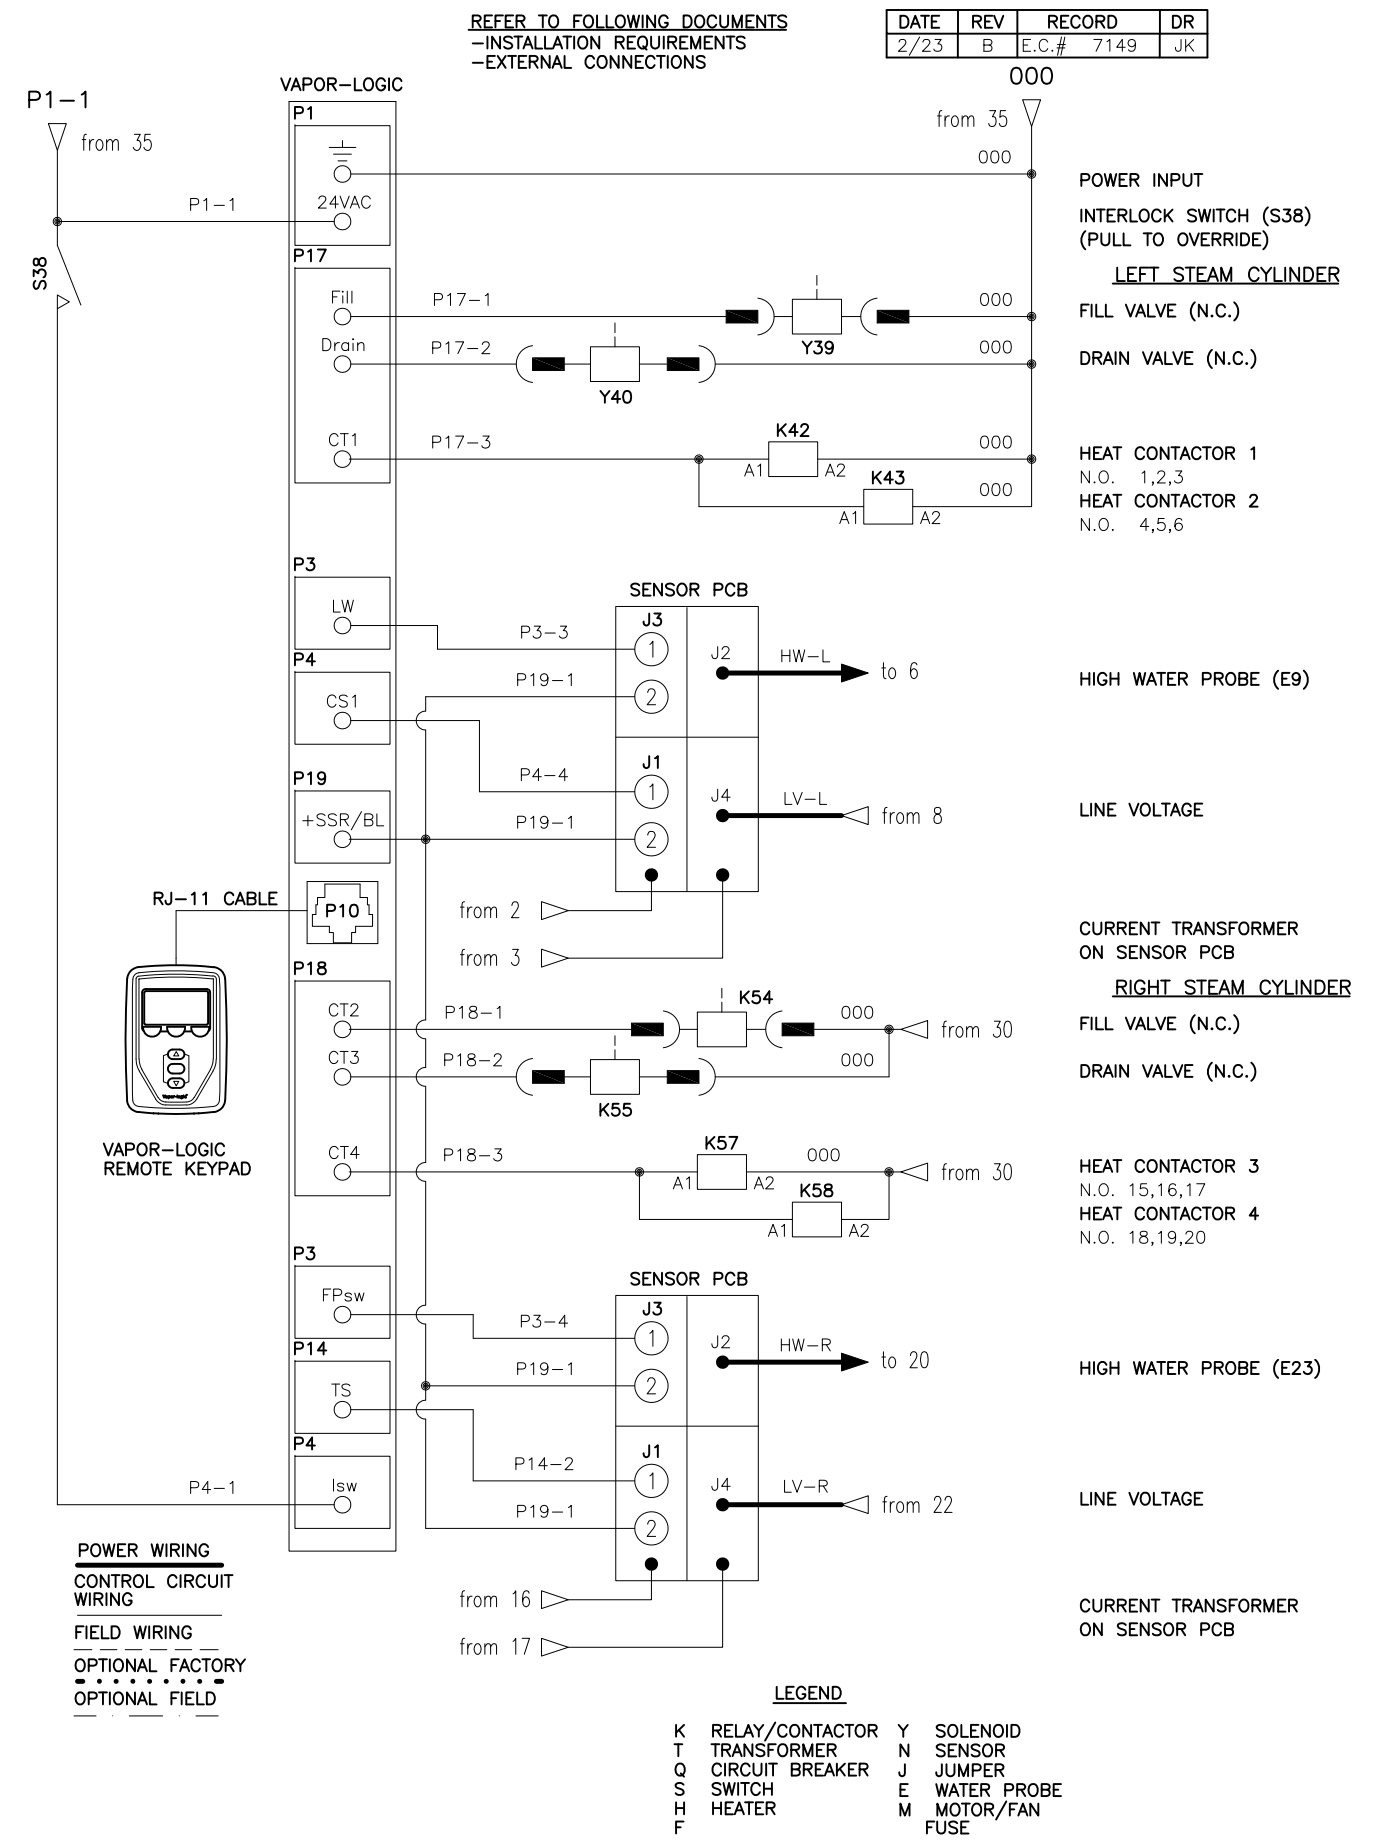 REFER TO FOLLOWING DOCUMENTS
-INSTALLATION REQUIREMENTS
-EXTERNAL CONNECTIONS
DATE REV RECORD DR
2/23 B E.C.# 7149 JK
P1-1
from 35
VAPOR-LOGIC
000
from 35
P1
000
POWER INPUT
P1-1
24VAC
INTERLOCK SWITCH (S38)
(PULL TO OVERRIDE)
S38
P17
LEFT STEAM CYLINDER
Fill
P17-1
Y39
000
FILL VALVE (N.C.)
Drain
P17-2
Y40
000
DRAIN VALVE (N.C.)
CT1
P17-3
K42
A1
A2
000
HEAT CONTACTOR 1
N.O. 1,2,3
K43
A1
A2
000
HEAT CONTACTOR 2
N.O. 4,5,6
P3
LW
P3-3
SENSOR PCB
J3
1
J2
HW-L
to 6
HIGH WATER PROBE (E9)
P19-1
2
P4
CS1
P4-4
J1
1
J4
LV-L
from 8
LINE VOLTAGE
P19
+SSR/BL
P19-1
2
RJ-11 CABLE
P10
from 2
from 3
CURRENT TRANSFORMER
ON SENSOR PCB
P18
RIGHT STEAM CYLINDER
CT2
P18-1
K54
000
from 30
FILL VALVE (N.C.)
CT3
P18-2
K55
000
DRAIN VALVE (N.C.)
Vapor-logic
VAPOR-LOGIC
REMOTE KEYPAD
CT4
P18-3
K57
A1
A2
000
from 30
HEAT CONTACTOR 3
N.O. 15,16,17
K58
A1
A2
HEAT CONTACTOR 4
N.O. 18,19,20
P3
FPsw
P3-4
SENSOR PCB
J3
1
J2
HW-R
to 20
HIGH WATER PROBE (E23)
P19-1
2
P14
TS
P14-2
J1
1
J4
LV-R
from 22
LINE VOLTAGE
P4
Isw
P4-1
P19-1
2
from 16
from 17
CURRENT TRANSFORMER
ON SENSOR PCB
POWER WIRING
CONTROL CIRCUIT
WIRING
FIELD WIRING
OPTIONAL FACTORY
OPTIONAL FIELD
LEGEND
K RELAY/CONTACTOR Y SOLENOID
T TRANSFORMER N SENSOR
Q CIRCUIT BREAKER J JUMPER
S SWITCH E WATER PROBE
H HEATER M MOTOR/FAN
F FUSE